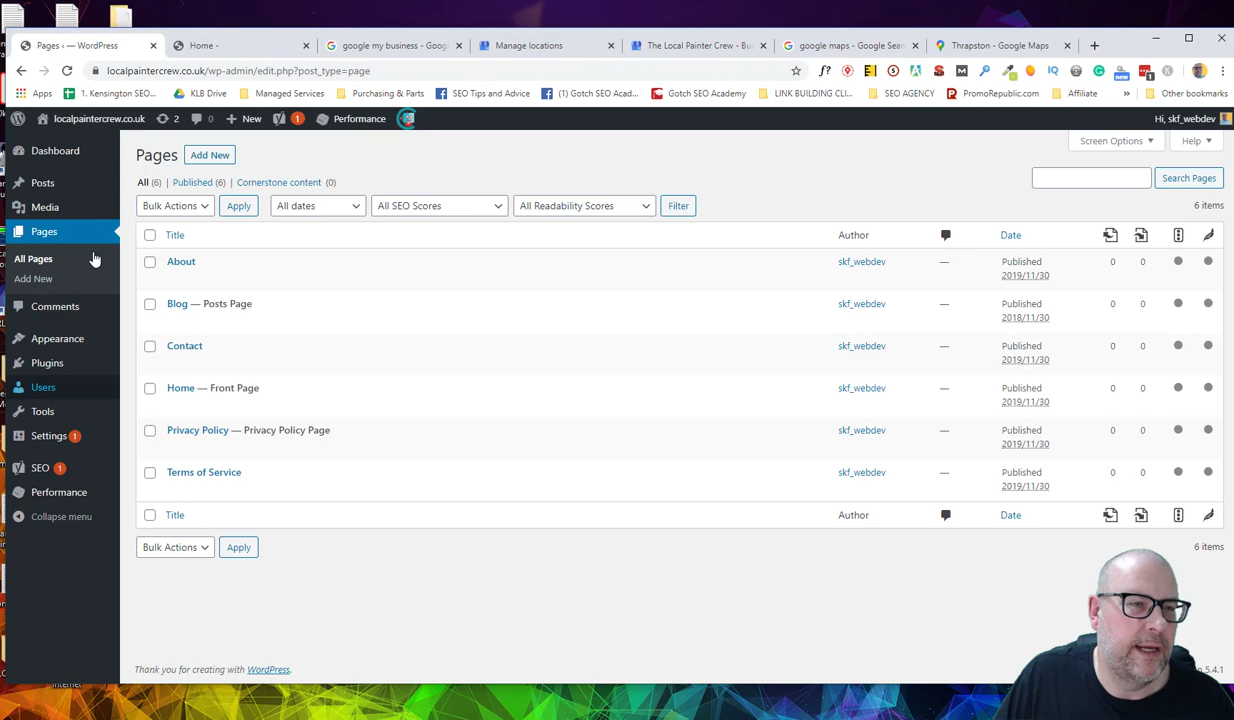 Pages ‹ — WordPress
Home -
google my business - Goog
Manage locations
The Local Painter Crew - Bu
google maps - Google Sear
Thrapston - Google Maps
localpaintercrew.co.uk/wp-admin/edit.php?post_type=page
Apps
1. Kensington SEO...
KLB Drive
Managed Services
Purchasing & Parts
SEO Tips and Advice
(1) Gotch SEO Acad...
Gotch SEO Academy
LINK BUILDING CLI...
SEO AGENCY
PromoRepublic.com
Affiliate
»
Other bookmarks
localpaintercrew.co.uk
2
0
New
1
Performance
Hi, skf_webdev
Dashboard
Posts
Media
Pages
All Pages
Add New
Comments
Appearance
Plugins
Users
Tools
Settings 1
SEO 1
Performance
Collapse menu
Pages Add New
Screen Options
Help
All (6) | Published (6) | Cornerstone content (0)
Search Pages
Bulk Actions
Apply
All dates
All SEO Scores
All Readability Scores
Filter
6 items
Title
Author
Date
About
skf_webdev
—
Published
2019/11/30
0
0
Blog — Posts Page
skf_webdev
—
Published
2018/11/30
0
0
Contact
skf_webdev
—
Published
2019/11/30
0
0
Home — Front Page
skf_webdev
—
Published
2019/11/30
0
0
Privacy Policy — Privacy Policy Page
skf_webdev
—
Published
2019/11/30
0
0
Terms of Service
skf_webdev
—
Published
2019/11/30
0
0
Title
Author
Date
Bulk Actions
Apply
6 items
Thank you for creating with WordPress.
5.4.1
Internet